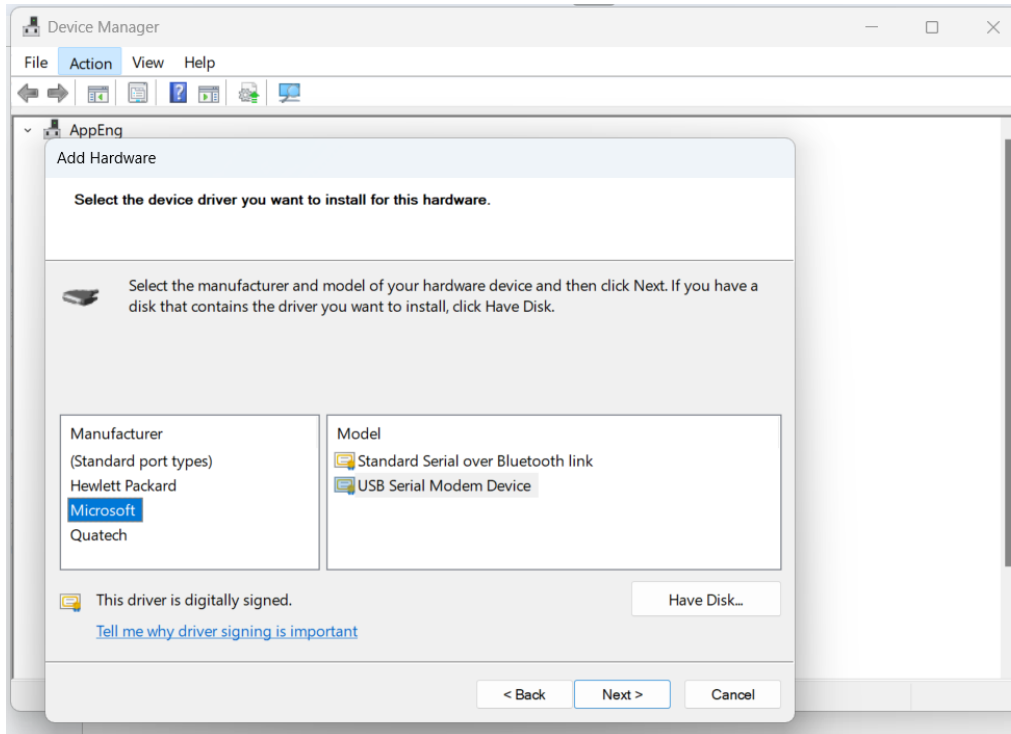 Device Manager
File Action View Help
AppEng
Add Hardware
Select the device driver you want to install for this hardware.
Select the manufacturer and model of your hardware device and then click Next. If you have a
disk that contains the driver you want to install, click Have Disk.
Manufacturer
(Standard port types)
Hewlett Packard
Microsoft
Quatech
Model
Standard Serial over Bluetooth link
USB Serial Modem Device
This driver is digitally signed.
Have Disk...
Tell me why driver signing is important
< Back Next > Cancel